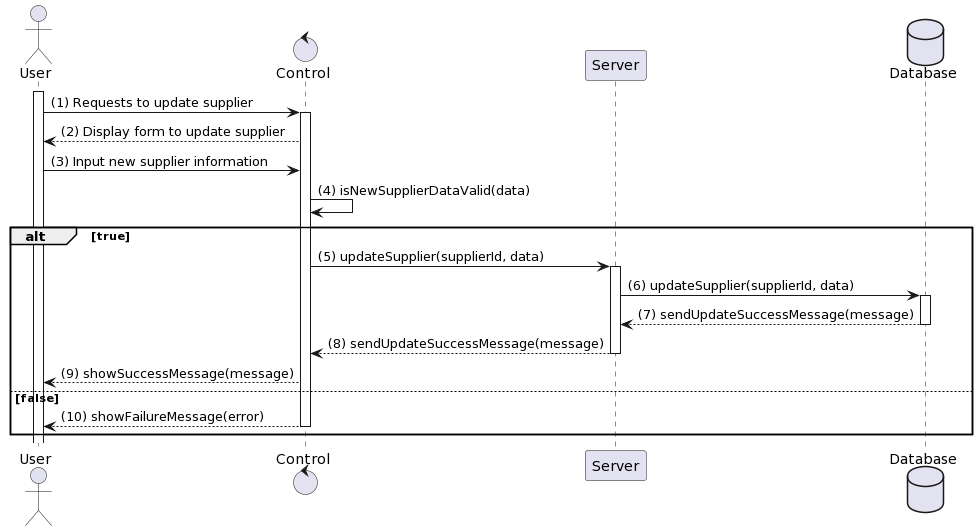 User
Control
Server
Database
(1) Requests to update supplier
(2) Display form to update supplier
(3) Input new supplier information
(4) isNewSupplierDataValid(data)
alt [true]
(5) updateSupplier(supplierId, data)
(6) updateSupplier(supplierId, data)
(7) sendUpdateSuccessMessage(message)
(8) sendUpdateSuccessMessage(message)
(9) showSuccessMessage(message)
[false]
(10) showFailureMessage(error)
User
Control
Server
Database